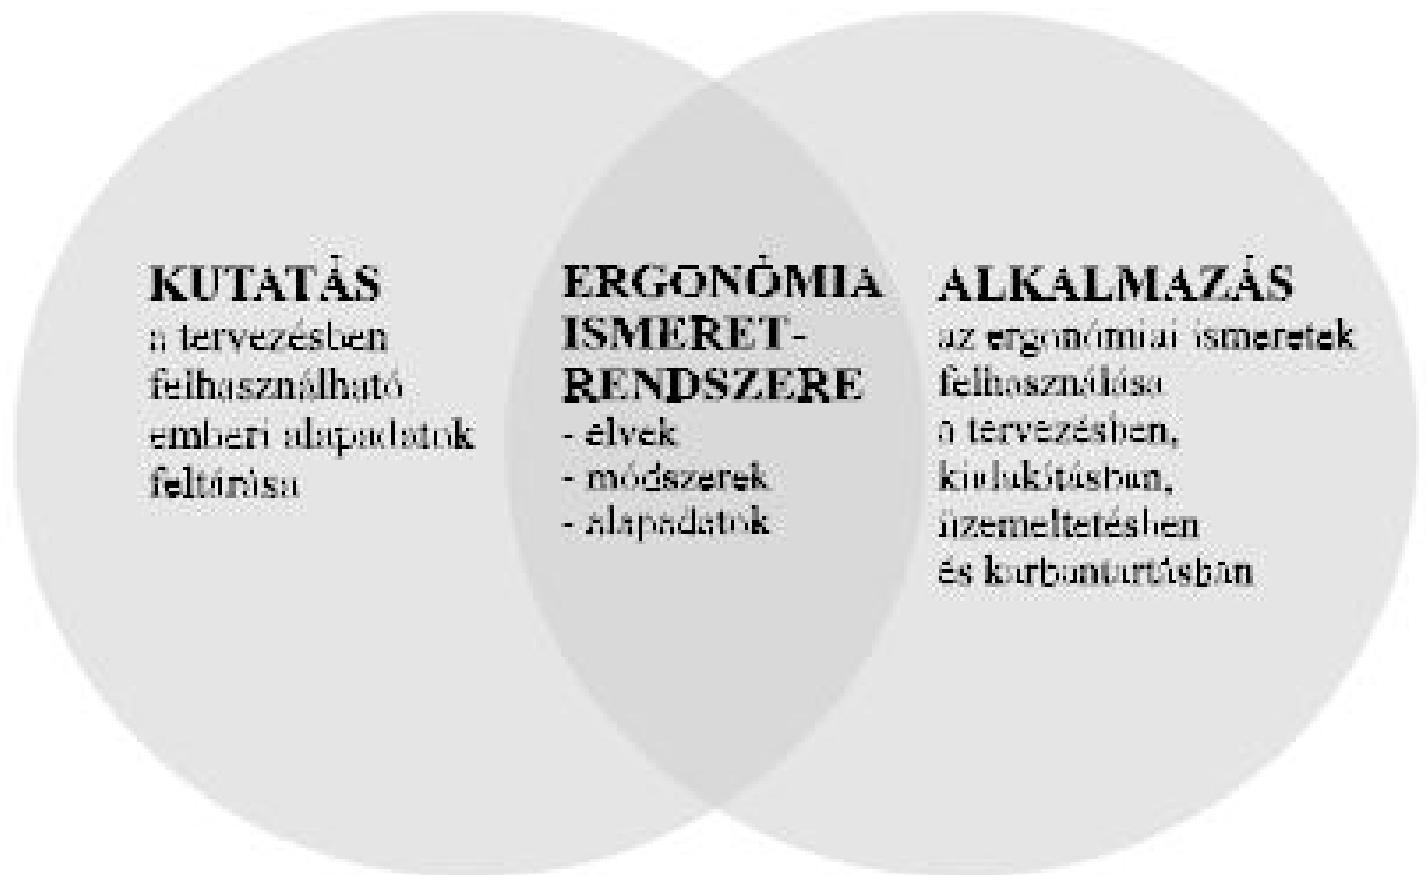 KUTATÁS
a tervezésben
felhasználható
emberi alapadatok
feltárása
ERGONÓMIA
ISMERET-
RENDSZERE
- elvek
- módszerek
- alapadatok
ALKALMAZÁS
az ergonómiai ismeretek
felhasználása
a tervezésben,
kialakításban,
üzemeltetésben
és karbantartásban